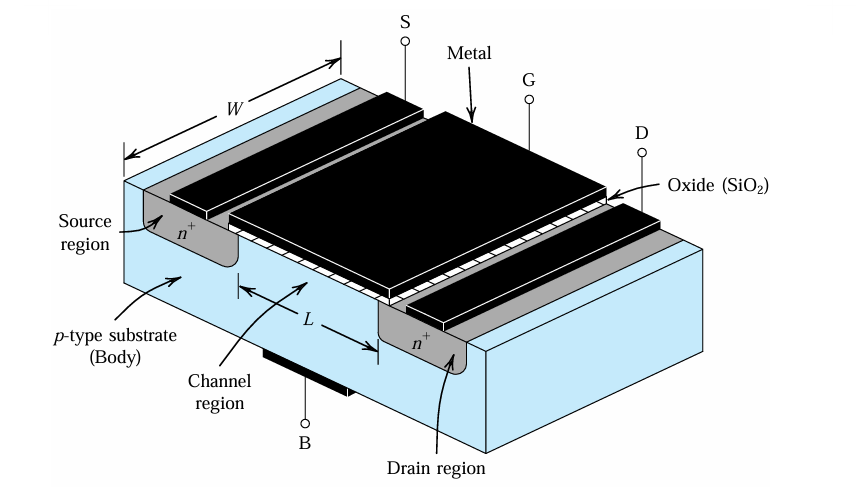 S
Metal
G
W
D
Oxide (SiO₂)
Source
region
n⁺
L
n⁺
p-type substrate
(Body)
Channel
region
B
Drain region